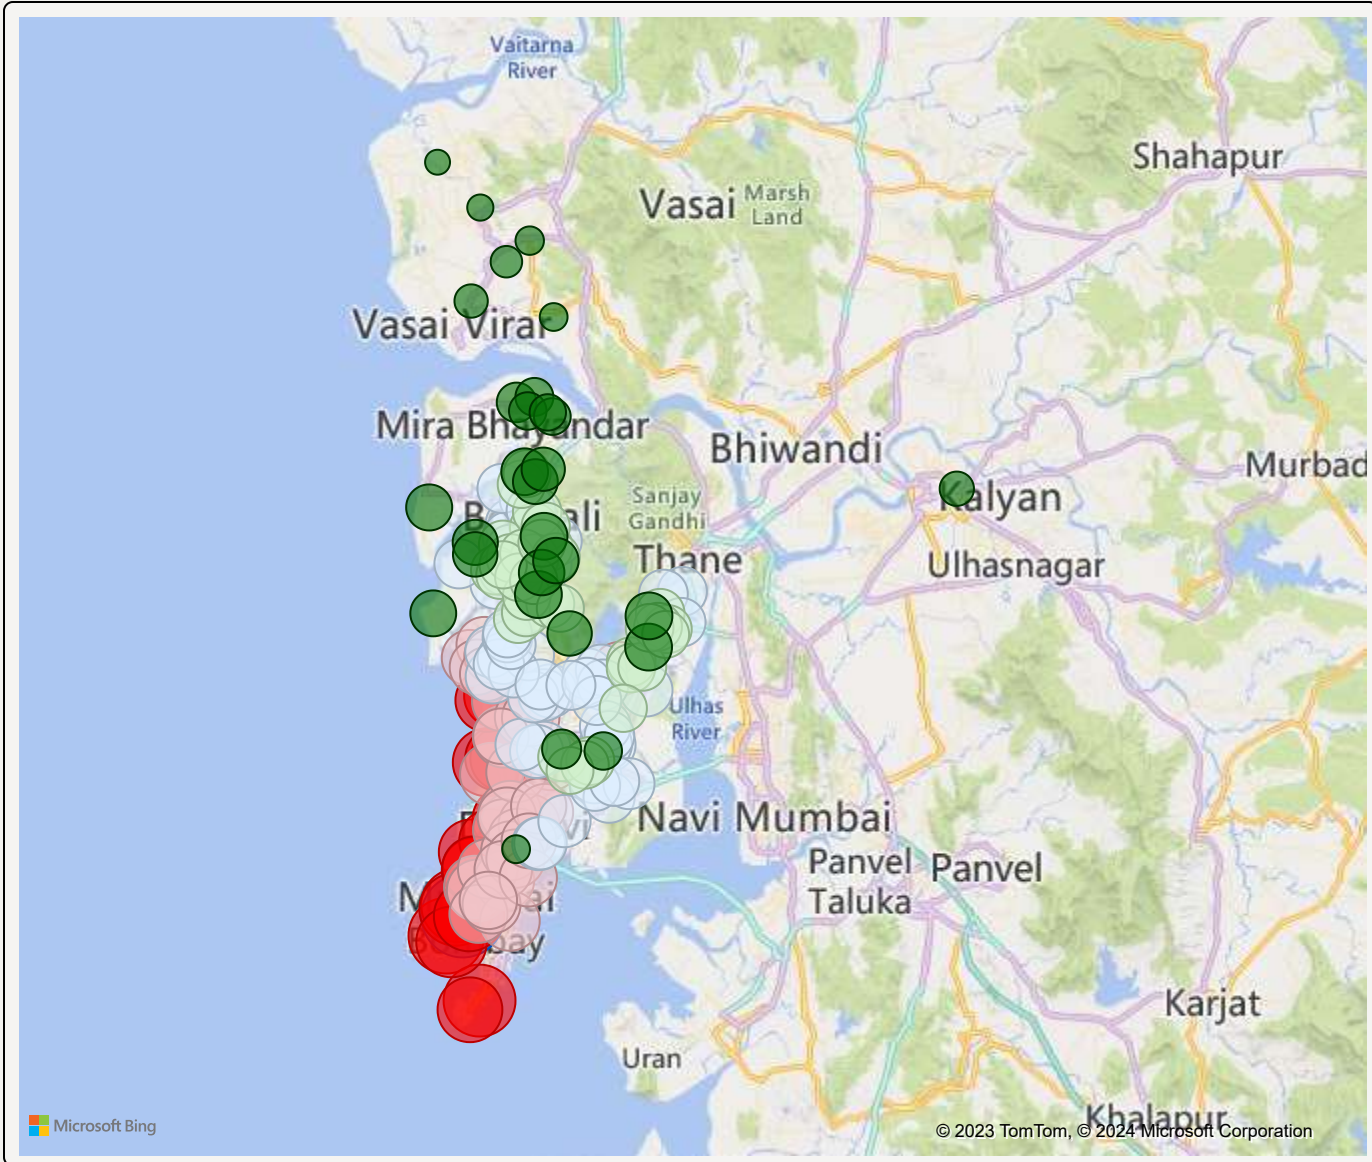 Vaitarna
River
Shahapur
Vasai
Marsh
Land
Vasai Virar
Mira Bhayandar
Bhiwandi
Murbad
Kalyan
Sanjay
Gandhi
Thane
Ulhasnagar
Ulhas
River
Navi Mumbai
Panvel
Taluka
Panvel
Karjat
Uran
Khalapur
Microsoft Bing
© 2023 TomTom, © 2024 Microsoft Corporation